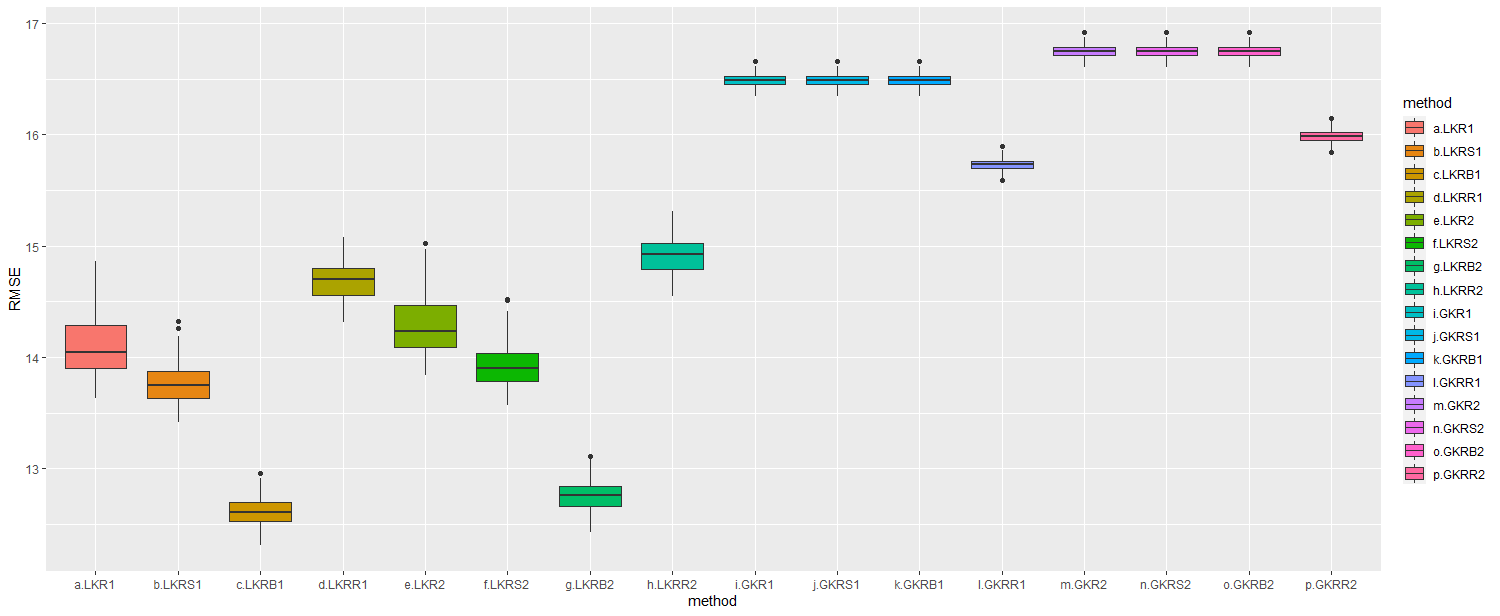 17
16
15
14
13
RMSE
a.LKR1 b.LKRS1 c.LKRB1 d.LKRR1 e.LKR2 f.LKRS2 g.LKRB2 h.LKRR2 i.GKR1 j.GKRS1 k.GKRB1 l.GKRR1 m.GKR2 n.GKRS2 o.GKRB2 p.GKRR2
method
method
a.LKR1
b.LKRS1
c.LKRB1
d.LKRR1
e.LKR2
f.LKRS2
g.LKRB2
h.LKRR2
i.GKR1
j.GKRS1
k.GKRB1
l.GKRR1
m.GKR2
n.GKRS2
o.GKRB2
p.GKRR2